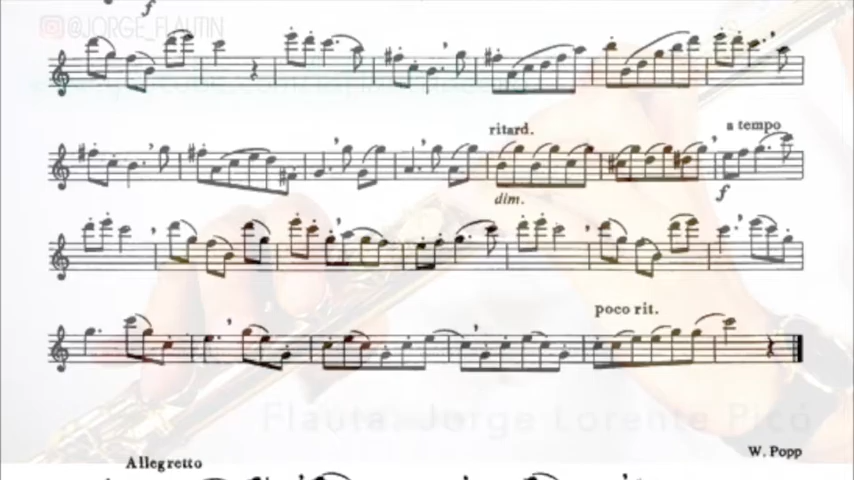 f
@JORGE_FLAUTIN
ritard.
a tempo
dim.
f
poco rit.
Flauta: Jorge Lorente Picó
W. Popp
Allegretto